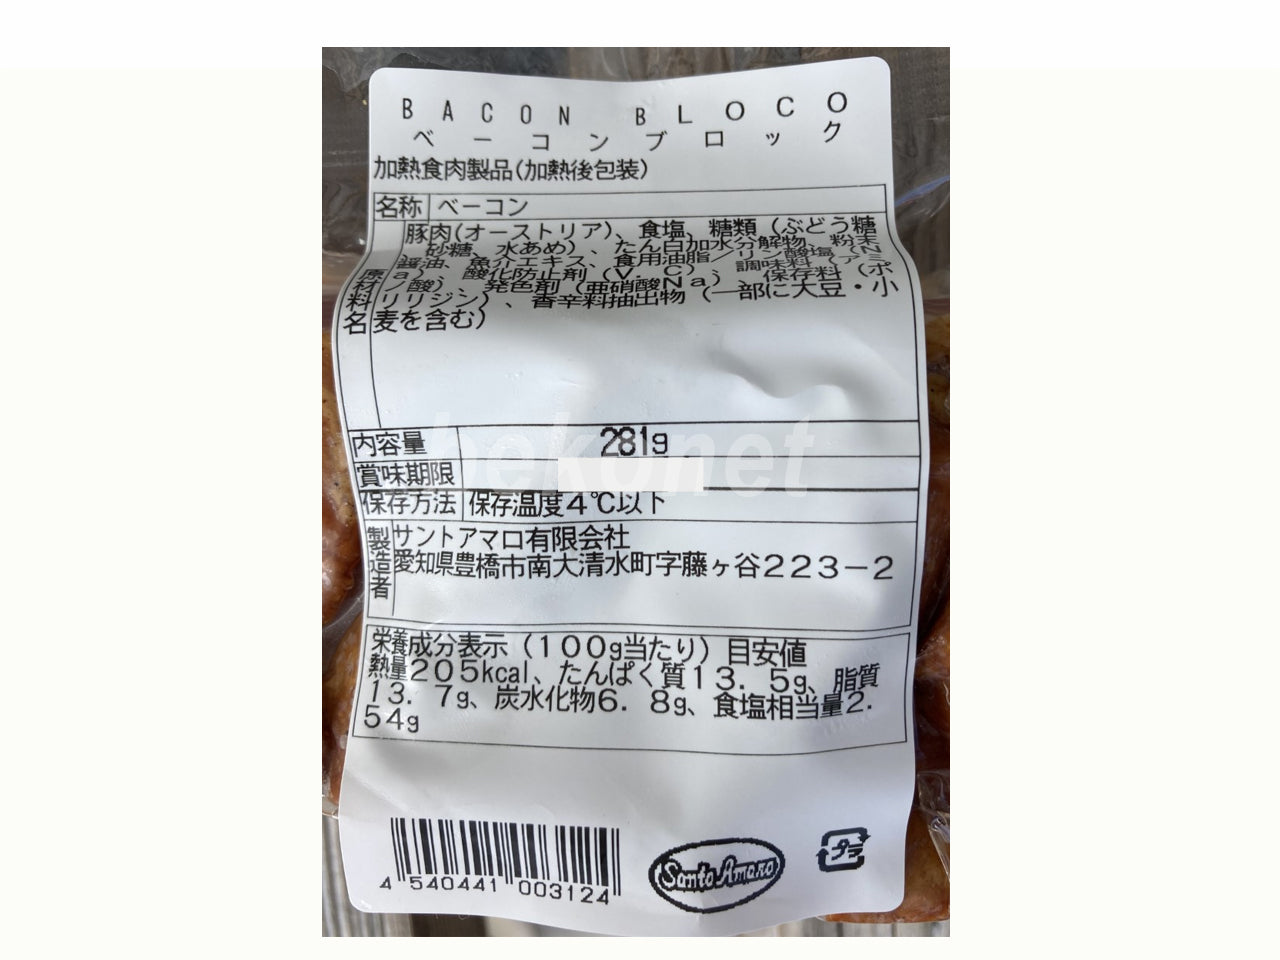 BACON BLOCO
ベーコンブロック
加熱食肉製品(加熱後包装)
名称 ベーコン
原材料名
豚肉(オーストリア)、食塩、糖類(ぶどう糖
砂糖、水あめ)、たん白加水分解物、粉末
醤油、魚介エキス、食用油脂/リン酸塩(N
a)、酸化防止剤(V.C)、調味料(アミ
ノ酸)、発色剤(亜硝酸Na)、保存料(ポ
リリジン)、香辛料抽出物(一部に大豆・小
麦を含む)
内容量 281g
賞味期限
保存方法 保存温度4℃以下
製造者
サントアマロ有限会社
愛知県豊橋市南大清水町字藤ヶ谷223-2
栄養成分表示(100g当たり)目安値
熱量205kcal、たんぱく質13.5g、脂質
13.7g、炭水化物6.8g、食塩相当量2.
54g
4 540441 003124
Santo Amaro
プラ
bekonet